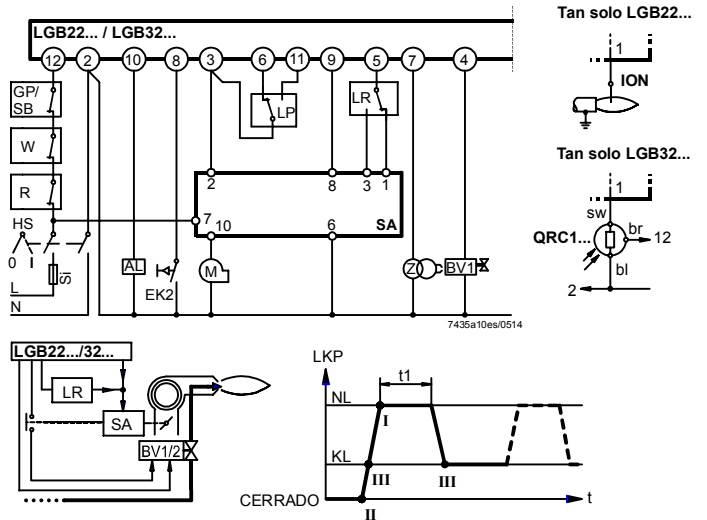 LGB22... / LGB32...
12 2 10 8 3 6 11 9 5 7 4
GP/
SB
W
R
HS
0 I
L
N
Si
AL
EK2
M
LP
LR
2 8 3 1
7
10 6
SA
Z
BV1
7435a10es/0514
Tan solo LGB22...
1
ION
Tan solo LGB32...
1
sw
QRC1...
br
12
bl
2
LGB22.../32...
LR
SA
BV1/2
LKP
t1
NL
I
KL
III
III
CERRADO
II
t